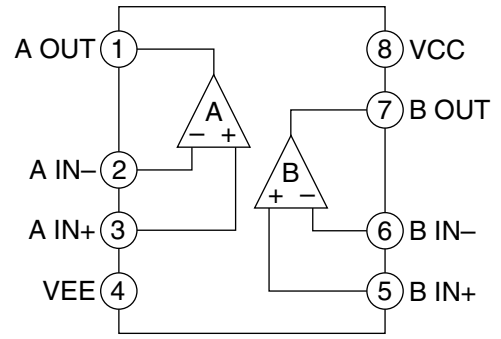 A OUT 1
8 VCC
7 B OUT
A
− +
A IN− 2
B
+ −
A IN+ 3
6 B IN−
VEE 4
5 B IN+